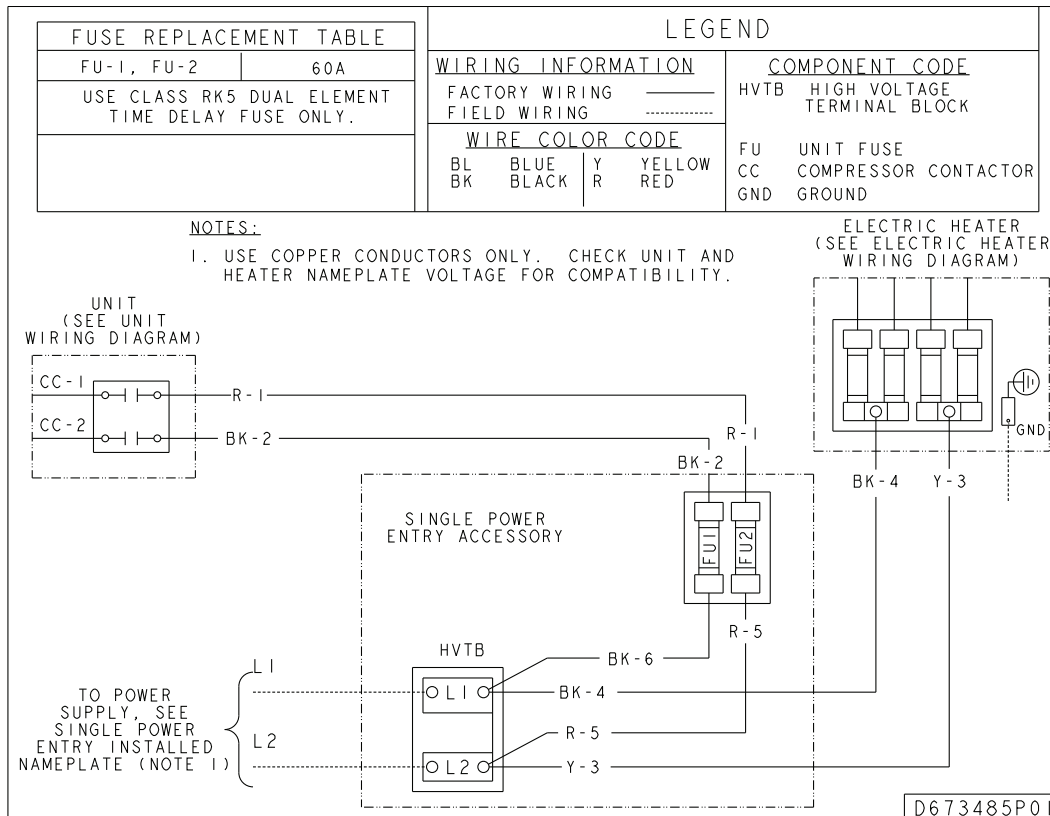 FUSE REPLACEMENT TABLE
FU-1, FU-2 60A
USE CLASS RK5 DUAL ELEMENT
TIME DELAY FUSE ONLY.
LEGEND
WIRING INFORMATION
FACTORY WIRING
FIELD WIRING
WIRE COLOR CODE
BL BLUE Y YELLOW
BK BLACK R RED
COMPONENT CODE
HVTB HIGH VOLTAGE
TERMINAL BLOCK
FU UNIT FUSE
CC COMPRESSOR CONTACTOR
GND GROUND
NOTES:
1. USE COPPER CONDUCTORS ONLY. CHECK UNIT AND
HEATER NAMEPLATE VOLTAGE FOR COMPATIBILITY.
ELECTRIC HEATER
(SEE ELECTRIC HEATER
WIRING DIAGRAM)
UNIT
(SEE UNIT
WIRING DIAGRAM)
CC-1
R-1
CC-2
BK-2
R-1
BK-2
GND
BK-4 Y-3
SINGLE POWER
ENTRY ACCESSORY
FU1 FU2
R-5
HVTB
BK-6
L1
L1
BK-4
TO POWER
SUPPLY, SEE
SINGLE POWER
ENTRY INSTALLED
NAMEPLATE (NOTE 1)
L2
R-5
L2
Y-3
D673485P01